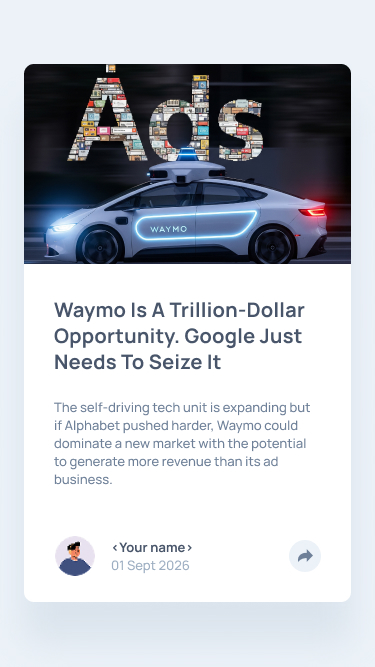 Ads
WAYMO
Waymo Is A Trillion-Dollar
Opportunity. Google Just
Needs To Seize It
The self-driving tech unit is expanding but
if Alphabet pushed harder, Waymo could
dominate a new market with the potential
to generate more revenue than its ad
business.
<Your name>
01 Sept 2026